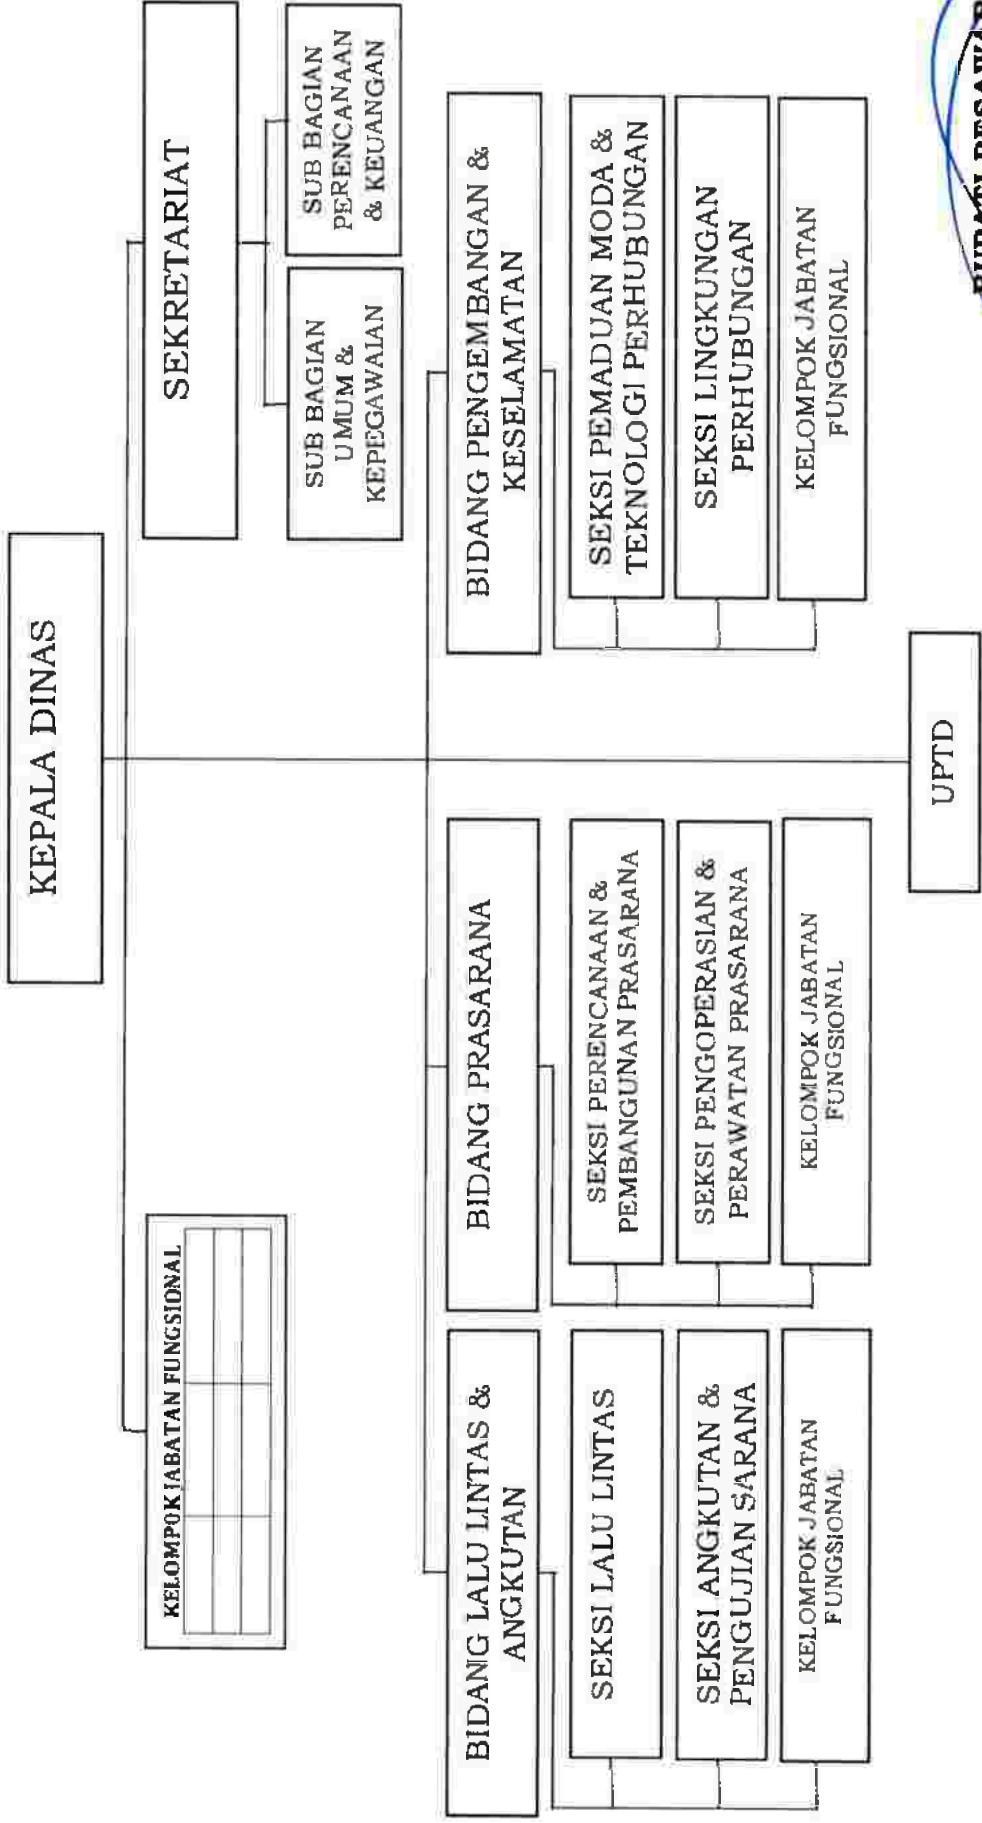 KEPALA DINAS
KELOMPOK JABATAN FUNGSIONAL
SEKRETARIAT
SUB BAGIAN
UMUM &
KEPEGAWAIAN
SUB BAGIAN
PERENCANAAN
& KEUANGAN
BIDANG LALU LINTAS &
ANGKUTAN
SEKSI LALU LINTAS
SEKSI ANGKUTAN &
PENGUJIAN SARANA
KELOMPOK JABATAN
FUNGSIONAL
BIDANG PRASARANA
SEKSI PERENCANAAN &
PEMBANGUNAN PRASARANA
SEKSI PENGOPERASIAN &
PERAWATAN PRASARANA
KELOMPOK JABATAN
FUNGSIONAL
BIDANG PENGEMBANGAN &
KESELAMATAN
SEKSI PEMADUAN MODA &
TEKNOLOGI PERHUBUNGAN
SEKSI LINGKUNGAN
PERHUBUNGAN
KELOMPOK JABATAN
FUNGSIONAL
UPTD